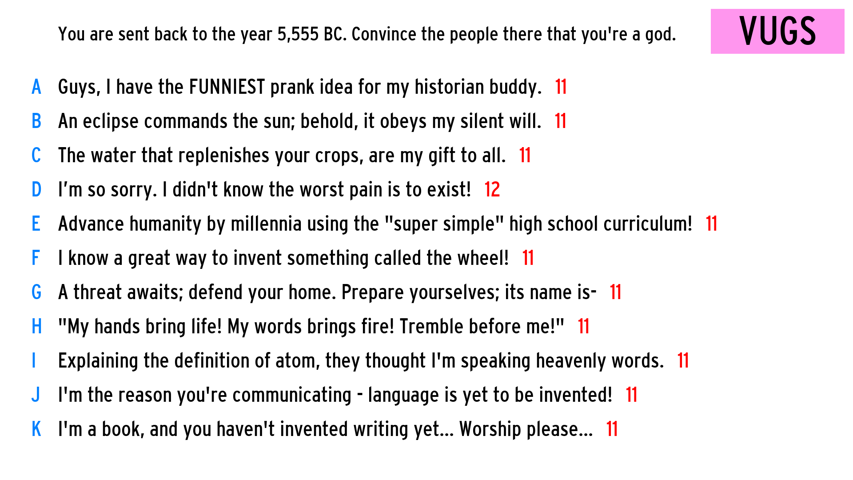 You are sent back to the year 5,555 BC. Convince the people there that you're a god.
VUGS
A Guys, I have the FUNNIEST prank idea for my historian buddy. 11
B An eclipse commands the sun; behold, it obeys my silent will. 11
C The water that replenishes your crops, are my gift to all. 11
D I’m so sorry. I didn't know the worst pain is to exist! 12
E Advance humanity by millennia using the "super simple" high school curriculum! 11
F I know a great way to invent something called the wheel! 11
G A threat awaits; defend your home. Prepare yourselves; its name is- 11
H "My hands bring life! My words brings fire! Tremble before me!" 11
I Explaining the definition of atom, they thought I'm speaking heavenly words. 11
J I'm the reason you're communicating - language is yet to be invented! 11
K I'm a book, and you haven't invented writing yet... Worship please... 11